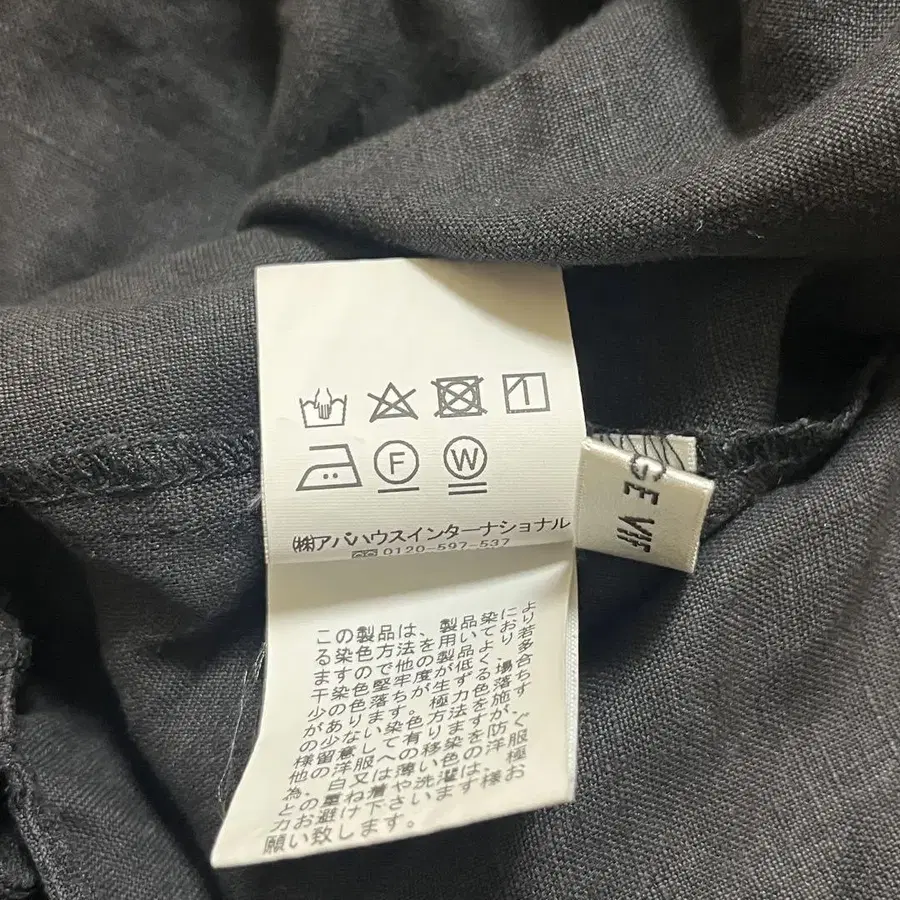 F
W
(株)アバハウスインターナショナル
0120-597-537
GE VIF
この製品は、製品染によ
る染色方法を用いており
ますので他の製品より若
干染色堅牢度が低く、多
少の色落ちが生ずる場合
があります。極力色落ち
の少ない染色方法を施す
様留意して有りますが、
他の洋服への移染を防ぐ
為、白又は薄い色の洋服
との重ね着や洗濯は、極
力お避け下さいます様お
願い致します。